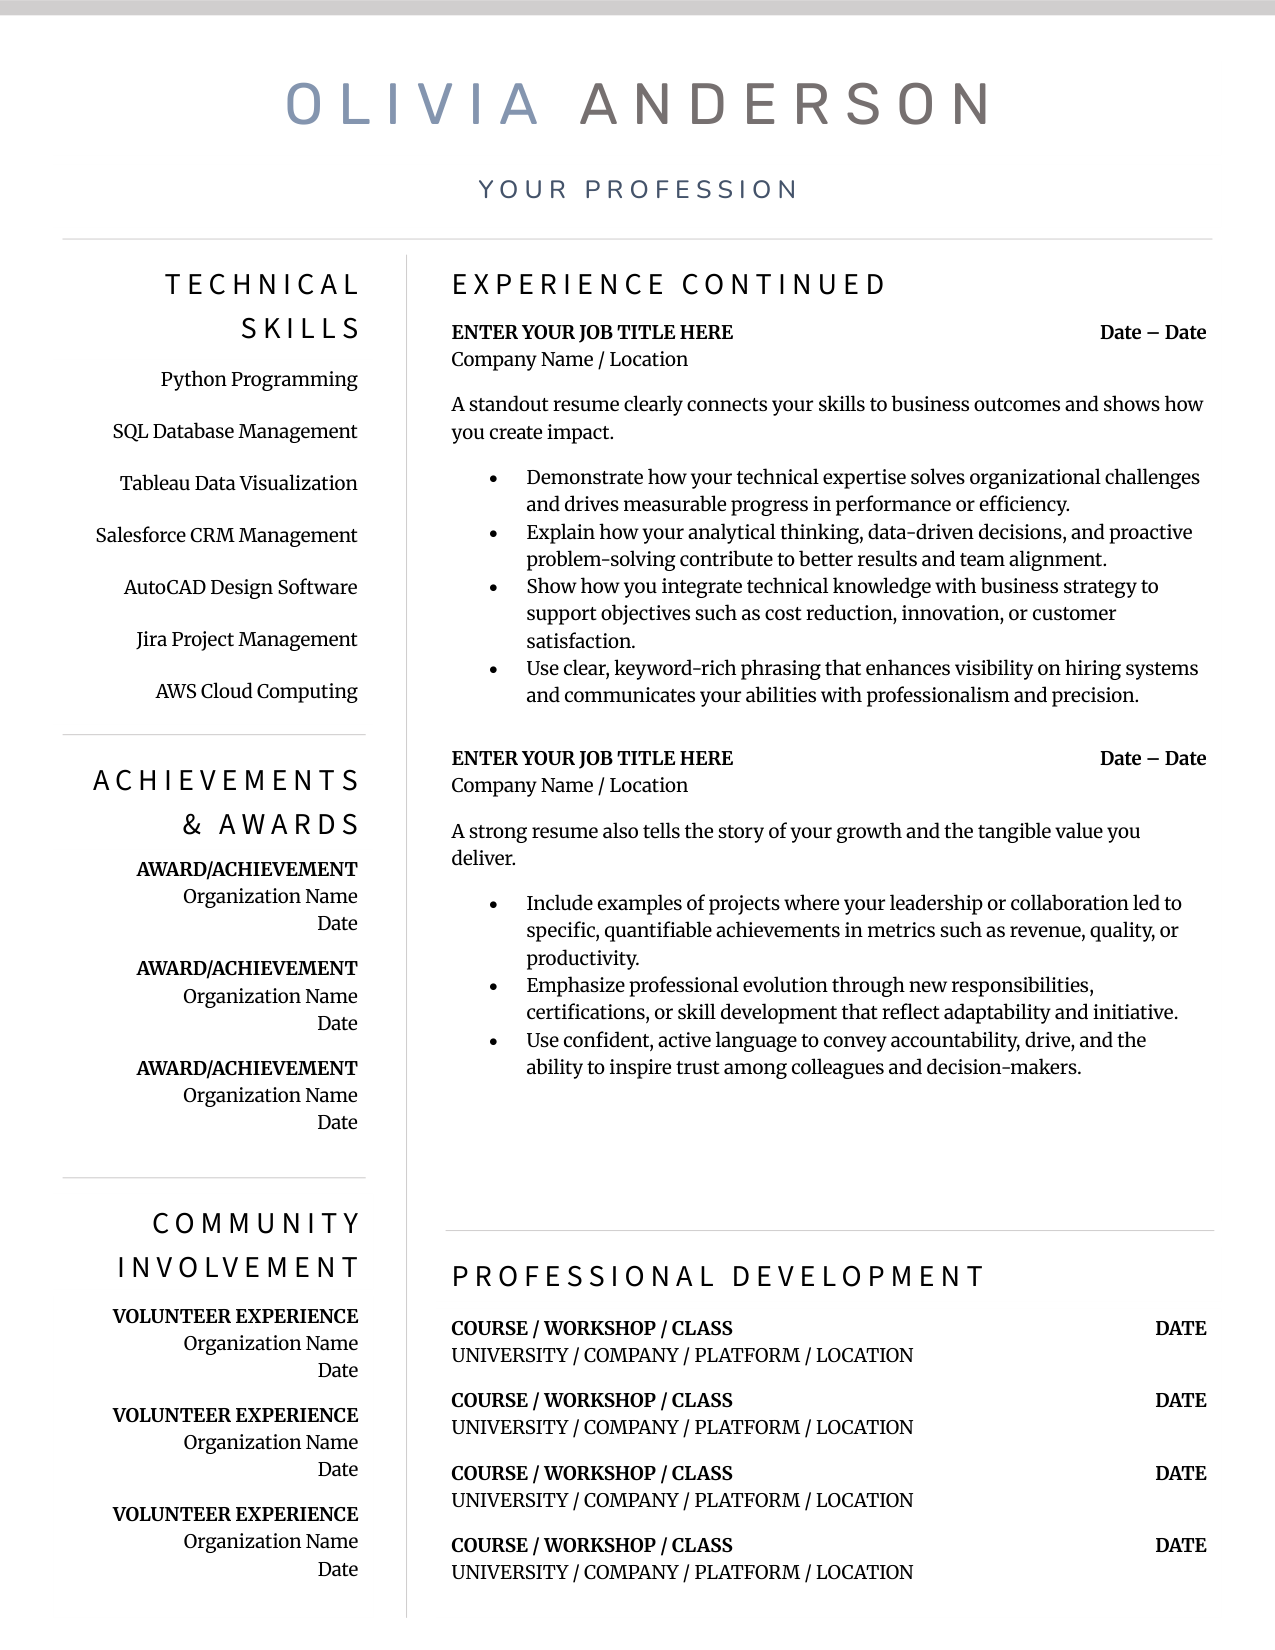 OLIVIA ANDERSON
YOUR PROFESSION
TECHNICAL
SKILLS
Python Programming
SQL Database Management
Tableau Data Visualization
Salesforce CRM Management
AutoCAD Design Software
Jira Project Management
AWS Cloud Computing
ACHIEVEMENTS
& AWARDS
AWARD/ACHIEVEMENT
Organization Name
Date
AWARD/ACHIEVEMENT
Organization Name
Date
AWARD/ACHIEVEMENT
Organization Name
Date
COMMUNITY
INVOLVEMENT
VOLUNTEER EXPERIENCE
Organization Name
Date
VOLUNTEER EXPERIENCE
Organization Name
Date
VOLUNTEER EXPERIENCE
Organization Name
Date
EXPERIENCE CONTINUED
ENTER YOUR JOB TITLE HERE Date – Date
Company Name / Location
A standout resume clearly connects your skills to business outcomes and shows how
you create impact.
• Demonstrate how your technical expertise solves organizational challenges
and drives measurable progress in performance or efficiency.
• Explain how your analytical thinking, data-driven decisions, and proactive
problem-solving contribute to better results and team alignment.
• Show how you integrate technical knowledge with business strategy to
support objectives such as cost reduction, innovation, or customer
satisfaction.
• Use clear, keyword-rich phrasing that enhances visibility on hiring systems
and communicates your abilities with professionalism and precision.
ENTER YOUR JOB TITLE HERE Date – Date
Company Name / Location
A strong resume also tells the story of your growth and the tangible value you
deliver.
• Include examples of projects where your leadership or collaboration led to
specific, quantifiable achievements in metrics such as revenue, quality, or
productivity.
• Emphasize professional evolution through new responsibilities,
certifications, or skill development that reflect adaptability and initiative.
• Use confident, active language to convey accountability, drive, and the
ability to inspire trust among colleagues and decision-makers.
PROFESSIONAL DEVELOPMENT
COURSE / WORKSHOP / CLASS DATE
UNIVERSITY / COMPANY / PLATFORM / LOCATION
COURSE / WORKSHOP / CLASS DATE
UNIVERSITY / COMPANY / PLATFORM / LOCATION
COURSE / WORKSHOP / CLASS DATE
UNIVERSITY / COMPANY / PLATFORM / LOCATION
COURSE / WORKSHOP / CLASS DATE
UNIVERSITY / COMPANY / PLATFORM / LOCATION